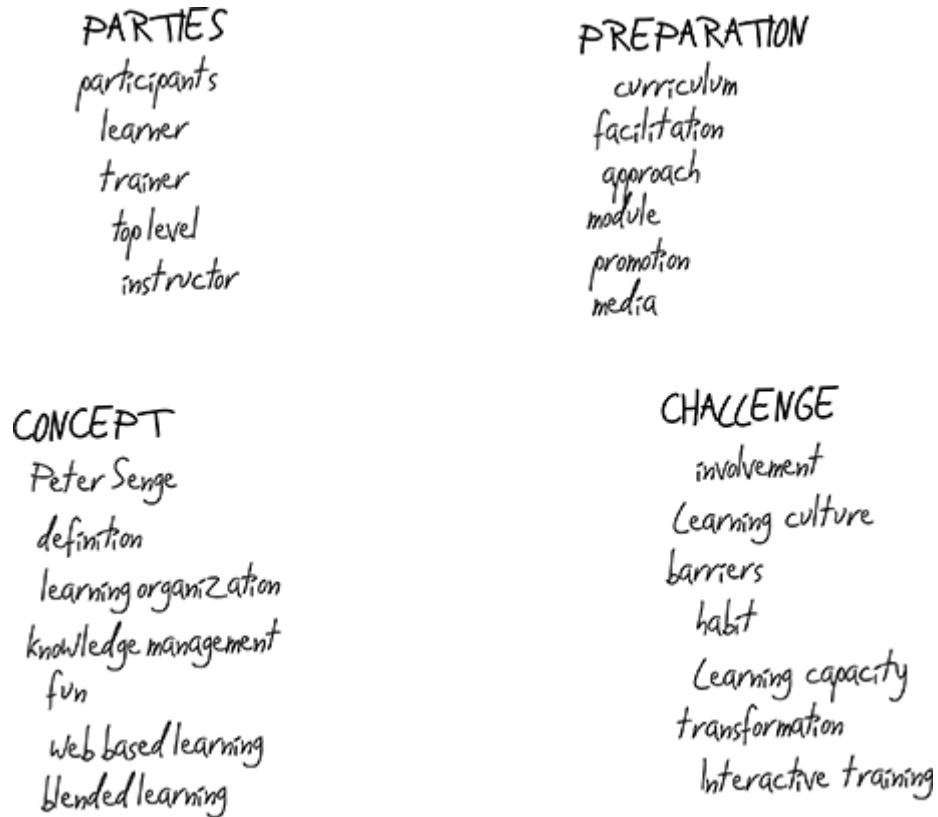 PARTIES
participants
learner
trainer
top level
instructor
PREPARATION
curriculum
facilitation
approach
module
promotion
media
CONCEPT
Peter Senge
definition
learning organization
knowledge management
fun
web based learning
blended learning
CHALLENGE
involvement
Learning culture
barriers
habit
Learning capacity
transformation
Interactive training